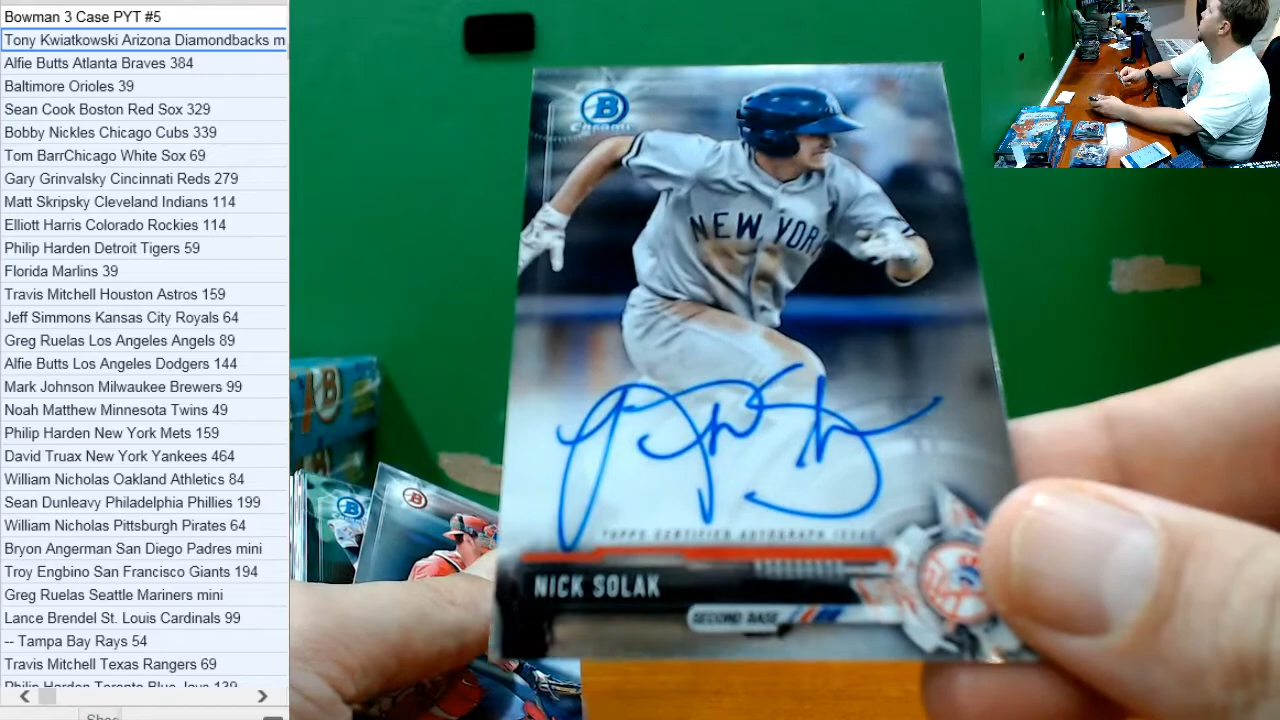 Bowman 3 Case PYT #5
Tony Kwiatkowski Arizona Diamondbacks m
Alfie Butts Atlanta Braves 384
Baltimore Orioles 39
Sean Cook Boston Red Sox 329
Bobby Nickles Chicago Cubs 339
Tom BarrChicago White Sox 69
Gary Grinvalsky Cincinnati Reds 279
Matt Skripsky Cleveland Indians 114
Elliott Harris Colorado Rockies 114
Philip Harden Detroit Tigers 59
Florida Marlins 39
Travis Mitchell Houston Astros 159
Jeff Simmons Kansas City Royals 64
Greg Ruelas Los Angeles Angels 89
Alfie Butts Los Angeles Dodgers 144
Mark Johnson Milwaukee Brewers 99
Noah Matthew Minnesota Twins 49
Philip Harden New York Mets 159
David Truax New York Yankees 464
William Nicholas Oakland Athletics 84
Sean Dunleavy Philadelphia Phillies 199
William Nicholas Pittsburgh Pirates 64
Bryon Angerman San Diego Padres mini
Troy Engbino San Francisco Giants 194
Greg Ruelas Seattle Mariners mini
Lance Brendel St. Louis Cardinals 99
-- Tampa Bay Rays 54
Travis Mitchell Texas Rangers 69
Philip Harden Toronto Blue Jays 139
B
Chrome
NEW YORK
TOPPS CERTIFIED AUTOGRAPH ISSUE
NICK SOLAK
SECOND BASE
B
B
B